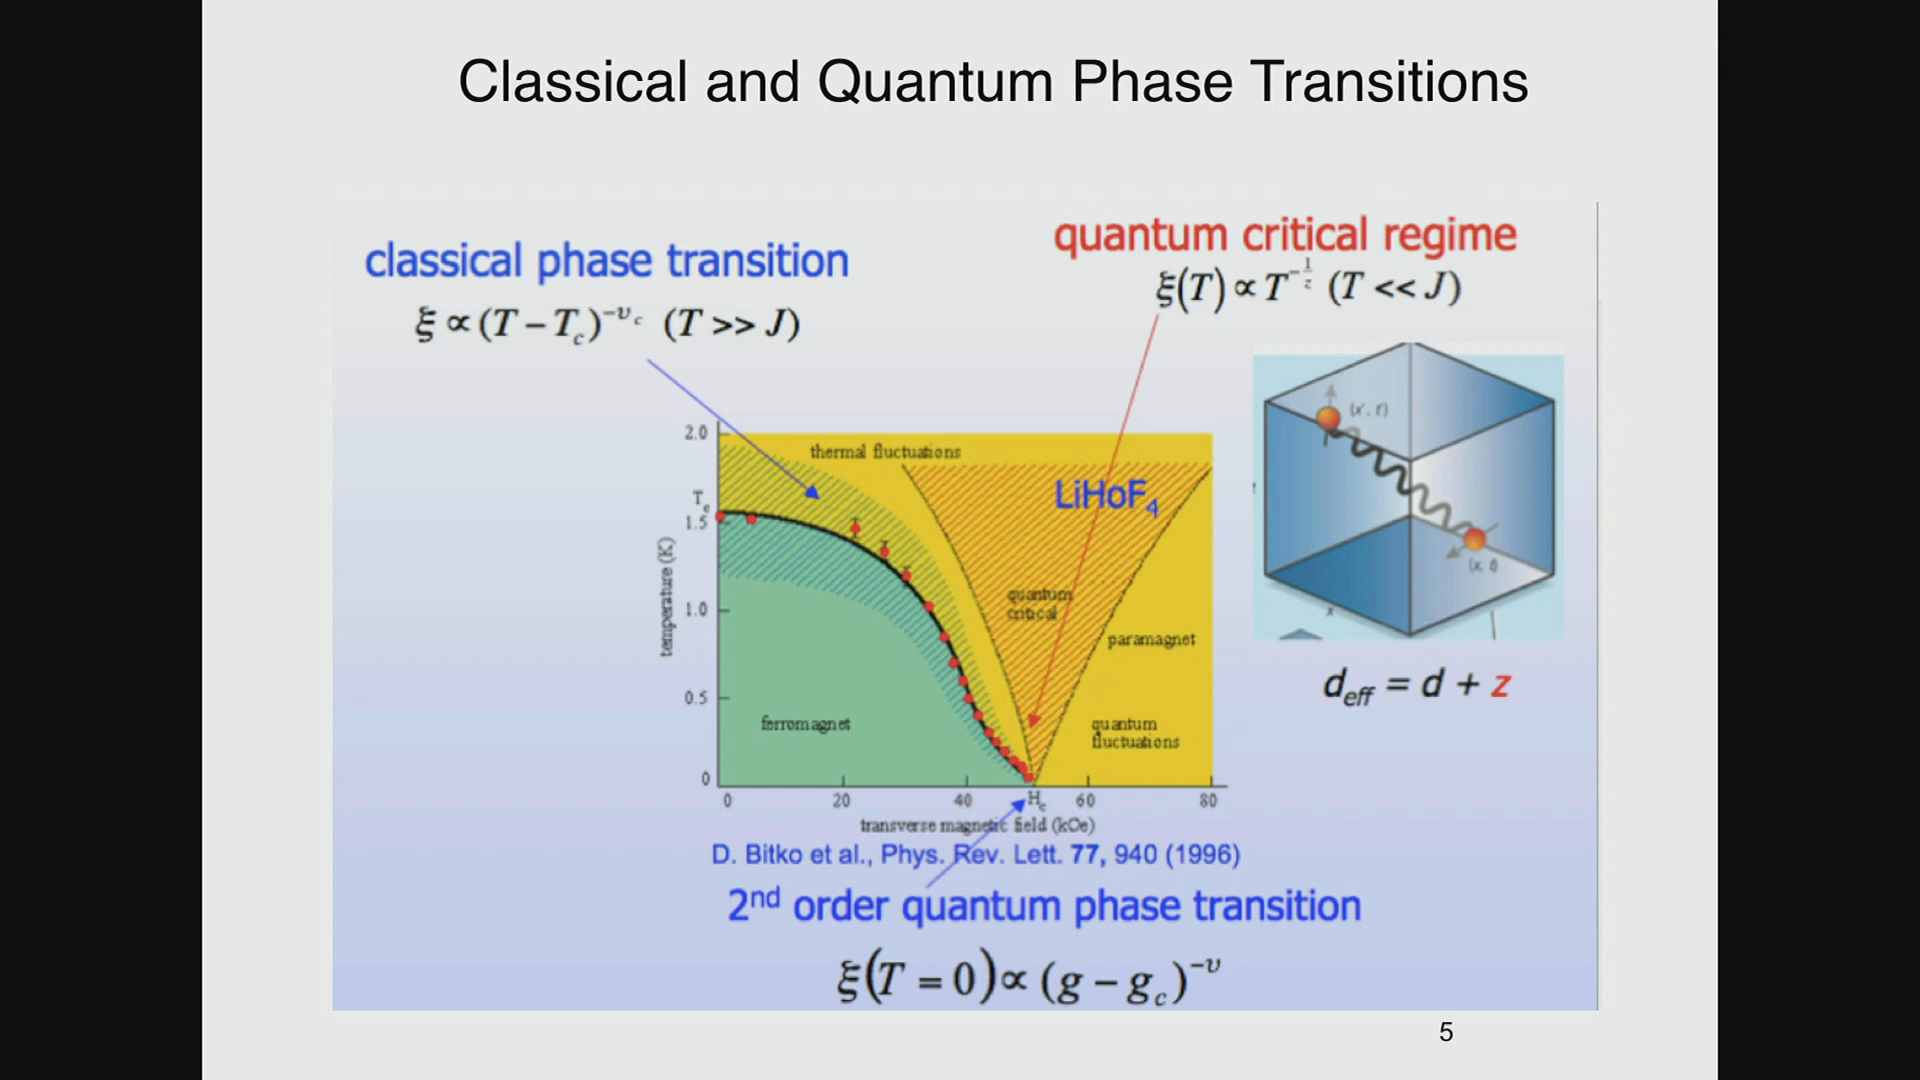 Classical and Quantum Phase Transitions
classical phase transition
ξ ∝ (T − T_c)^{−υ_c} (T >> J)
quantum critical regime
ξ(T) ∝ T^{−1/z} (T << J)
2.0
T_c
1.5
1.0
0.5
0
temperature (K)
thermal fluctuations
LiHoF₄
quantum
critical
paramagnet
ferromagnet
quantum
fluctuations
0 20 40 H_c 60 80
transverse magnetic field (kOe)
(x', t')
(x, t)
x
d_eff = d + z
D. Bitko et al., Phys. Rev. Lett. 77, 940 (1996)
2nd order quantum phase transition
ξ(T = 0) ∝ (g − g_c)^{−υ}
5